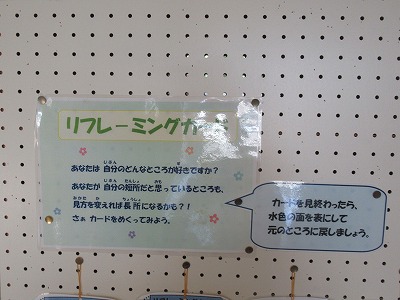 リフレーミングカード
あなたは 自分のどんなところが好きですか？
あなたが 自分の短所だと思っているところも、
見方を変えれば 長所になるかも？！
さぁ カードをめくってみよう。
カードを見終わったら、
水色の面を表にして
元のところに戻しましょう。